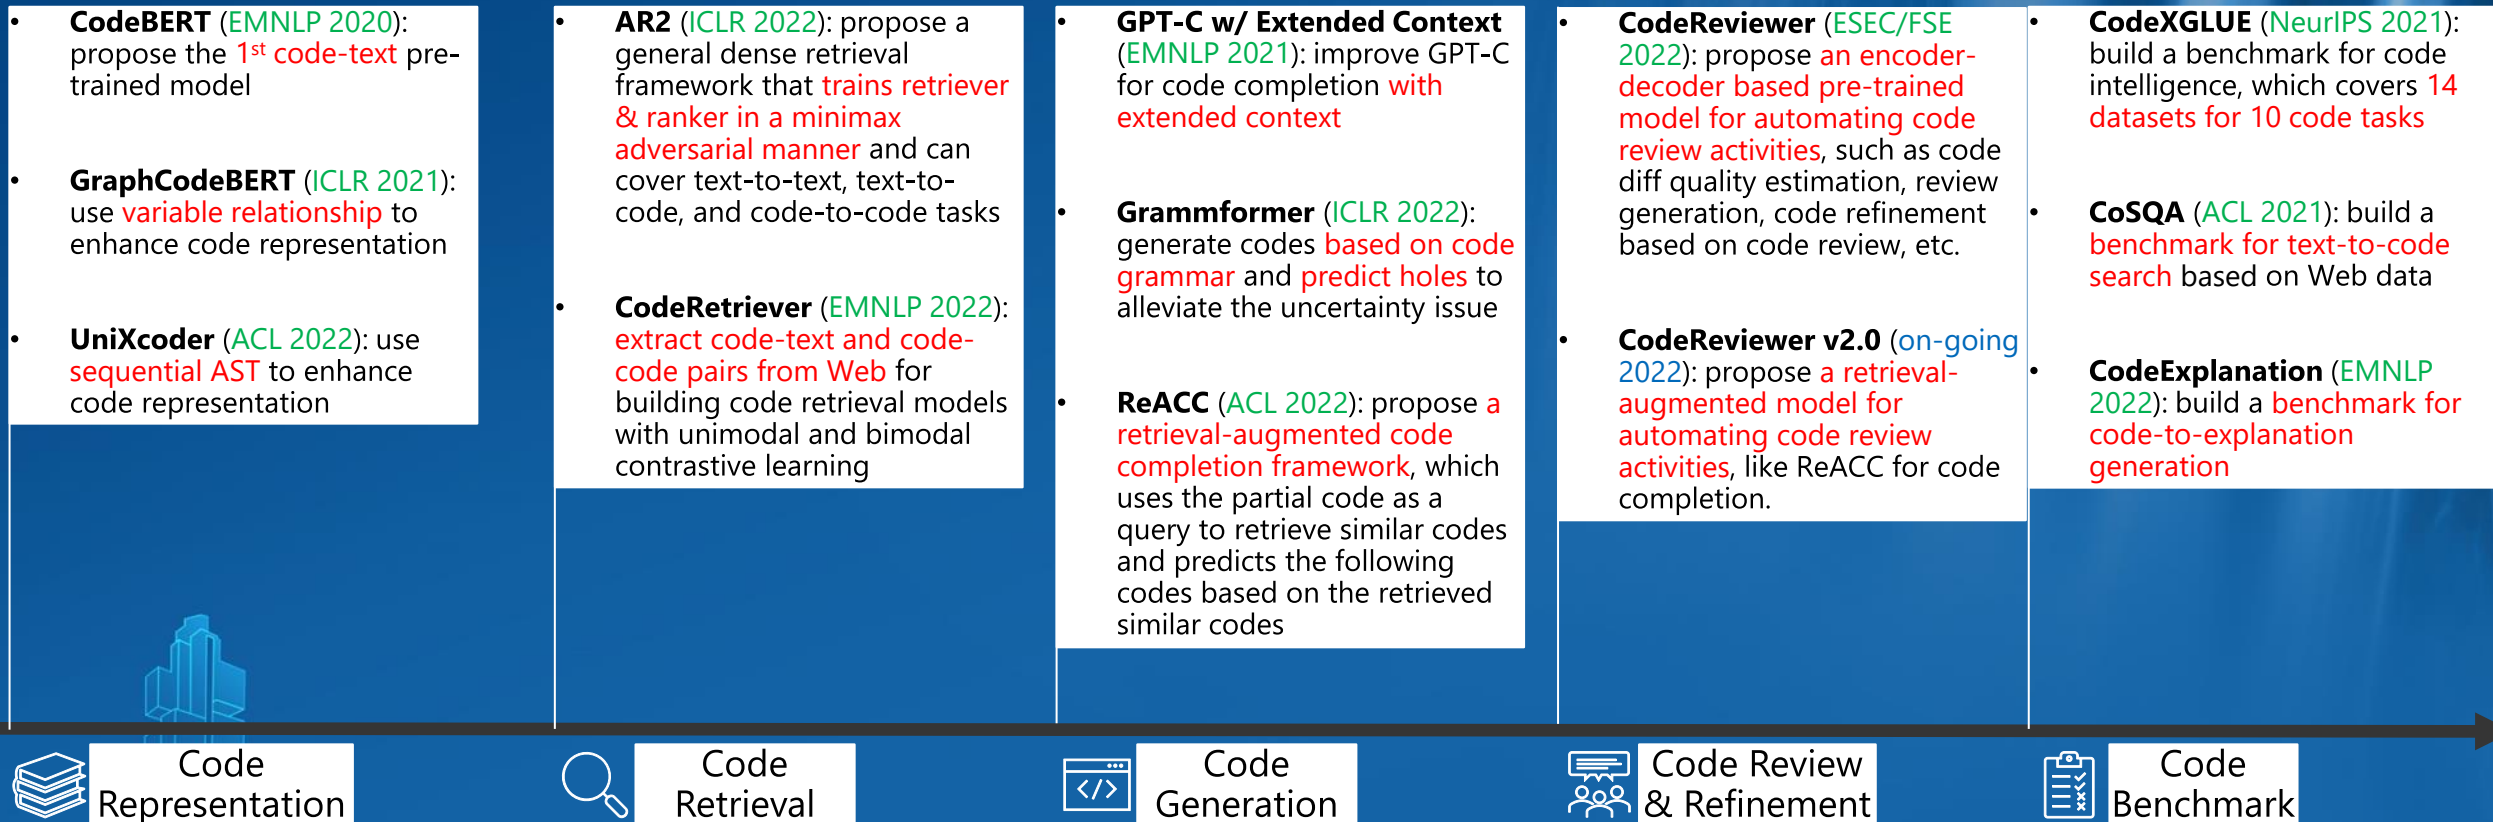 • CodeBERT (EMNLP 2020):
propose the 1st code-text pre-
trained model
• GraphCodeBERT (ICLR 2021):
use variable relationship to
enhance code representation
• UniXcoder (ACL 2022): use
sequential AST to enhance
code representation
• AR2 (ICLR 2022): propose a
general dense retrieval
framework that trains retriever
& ranker in a minimax
adversarial manner and can
cover text-to-text, text-to-
code, and code-to-code tasks
• CodeRetriever (EMNLP 2022):
extract code-text and code-
code pairs from Web for
building code retrieval models
with unimodal and bimodal
contrastive learning
• GPT-C w/ Extended Context
(EMNLP 2021): improve GPT-C
for code completion with
extended context
• Grammformer (ICLR 2022):
generate codes based on code
grammar and predict holes to
alleviate the uncertainty issue
• ReACC (ACL 2022): propose a
retrieval-augmented code
completion framework, which
uses the partial code as a
query to retrieve similar codes
and predicts the following
codes based on the retrieved
similar codes
• CodeReviewer (ESEC/FSE
2022): propose an encoder-
decoder based pre-trained
model for automating code
review activities, such as code
diff quality estimation, review
generation, code refinement
based on code review, etc.
• CodeReviewer v2.0 (on-going
2022): propose a retrieval-
augmented model for
automating code review
activities, like ReACC for code
completion.
• CodeXGLUE (NeurIPS 2021):
build a benchmark for code
intelligence, which covers 14
datasets for 10 code tasks
• CoSQA (ACL 2021): build a
benchmark for text-to-code
search based on Web data
• CodeExplanation (EMNLP
2022): build a benchmark for
code-to-explanation
generation
Code
Representation
Code
Retrieval
Code
Generation
Code Review
& Refinement
Code
Benchmark